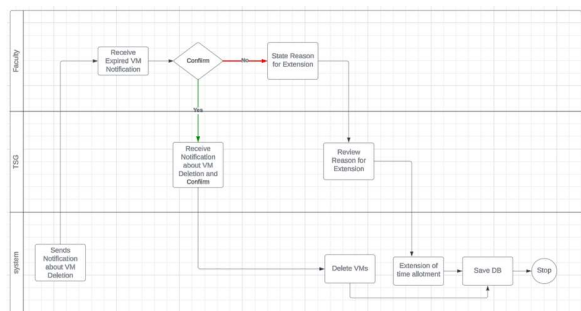 Faculty
Receive
Expired VM
Notification
Confirm
No
State Reason
for Extension
Yes
TSG
Receive
Notification
about VM
Deletion and
Confirm
Review
Reason for
Extension
system
Sends
Notification
about VM
Deletion
Delete VMs
Extension of
time allotment
Save DB
Stop